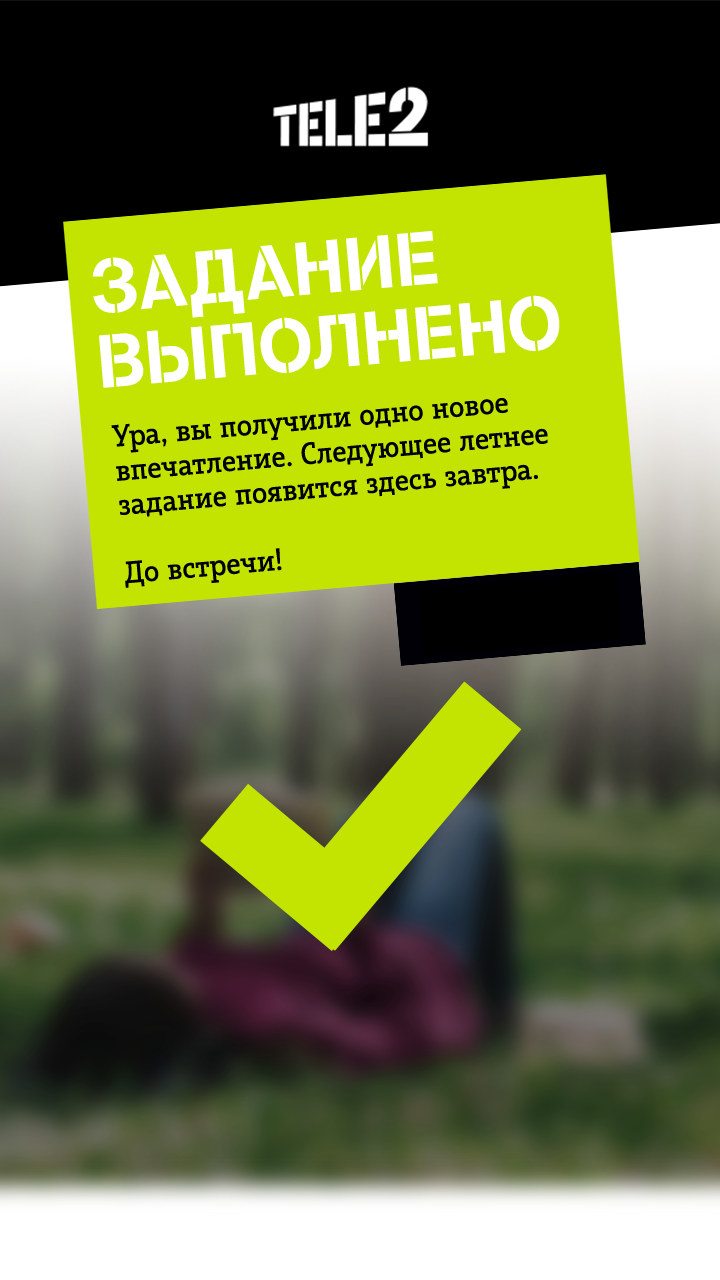 TELE2
ЗАДАНИЕ
ВЫПОЛНЕНО
Ура, вы получили одно новое
впечатление. Следующее летнее
задание появится здесь завтра.
До встречи!